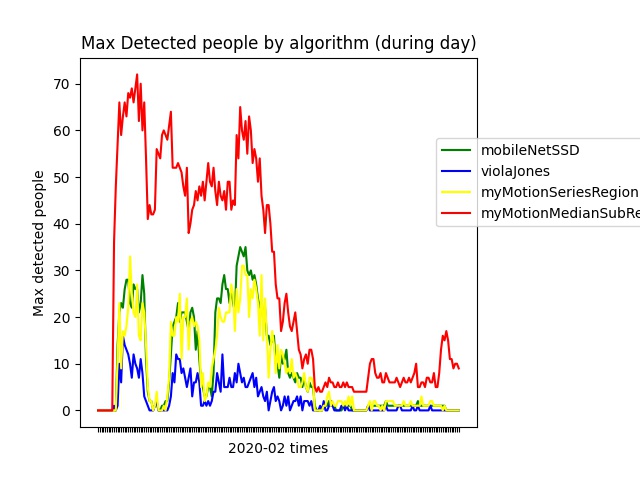 Max Detected people by algorithm (during day)
70
60
50
40
30
20
10
0
Max detected people
2020-02 times
mobileNetSSD
violaJones
myMotionSeriesRegion
myMotionMedianSubRe